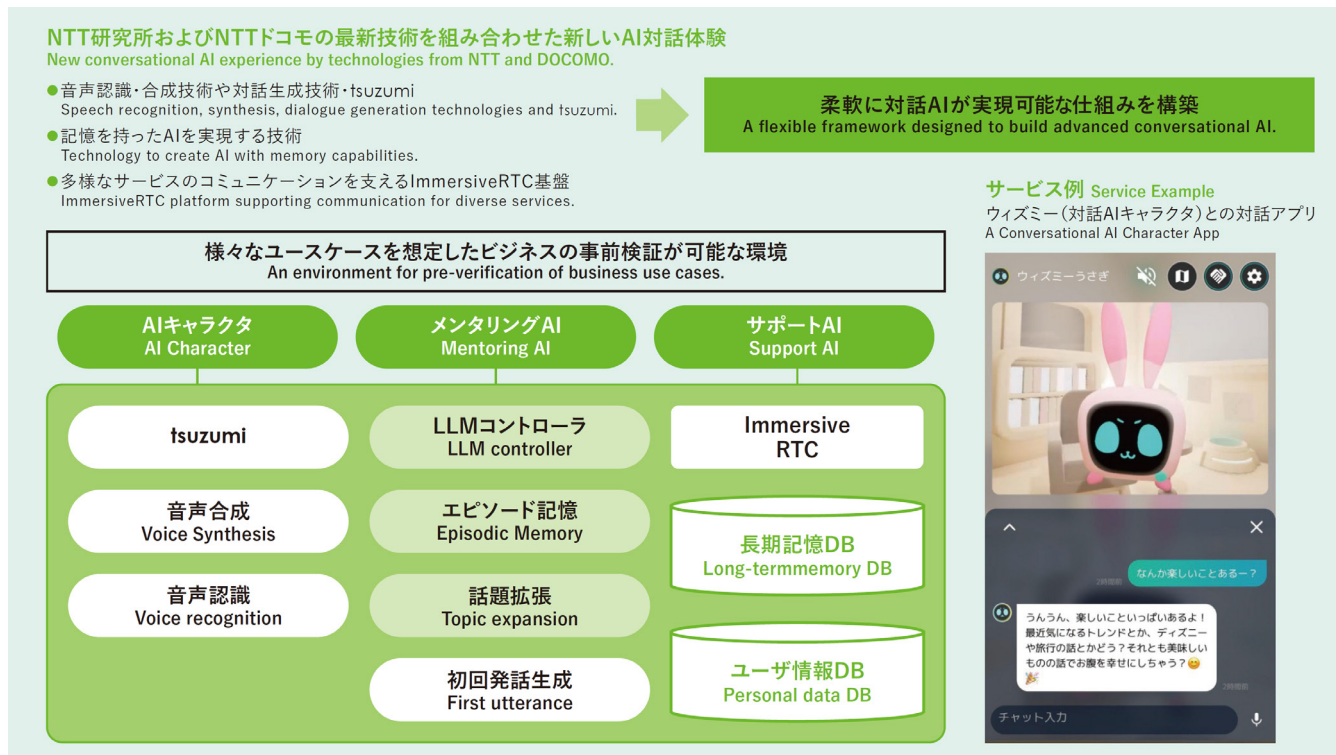 NTT研究所およびNTTドコモの最新技術を組み合わせた新しいAI対話体験
New conversational AI experience by technologies from NTT and DOCOMO.
●音声認識・合成技術や対話生成技術・tsuzumi
Speech recognition, synthesis, dialogue generation technologies and tsuzumi.
●記憶を持ったAIを実現する技術
Technology to create AI with memory capabilities.
●多様なサービスのコミュニケーションを支えるImmersiveRTC基盤
ImmersiveRTC platform supporting communication for diverse services.
柔軟に対話AIが実現可能な仕組みを構築
A flexible framework designed to build advanced conversational AI.
様々なユースケースを想定したビジネスの事前検証が可能な環境
An environment for pre-verification of business use cases.
AIキャラクタ
AI Character
メンタリングAI
Mentoring AI
サポートAI
Support AI
tsuzumi
音声合成
Voice Synthesis
音声認識
Voice recognition
LLMコントローラ
LLM controller
エピソード記憶
Episodic Memory
話題拡張
Topic expansion
初回発話生成
First utterance
Immersive
RTC
長期記憶DB
Long-termmemory DB
ユーザ情報DB
Personal data DB
サービス例 Service Example
ウィズミー(対話AIキャラクタ)との対話アプリ
A Conversational AI Character App
ウィズミーうさぎ
なんか楽しいことあるー？
2時間前
うんうん、楽しいこといっぱいあるよ！
最近気になるトレンドとか、ディズニー
や旅行の話とかどう？それとも美味しい
ものの話でお腹を幸せにしちゃう？😊
🎉
2時間前
チャット入力